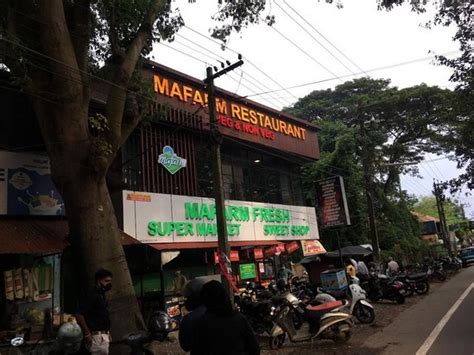 MAFARM RESTAURANT
VEG & NON VEG
MAFARM FRESH
SUPER MARKET SWEET SHOP